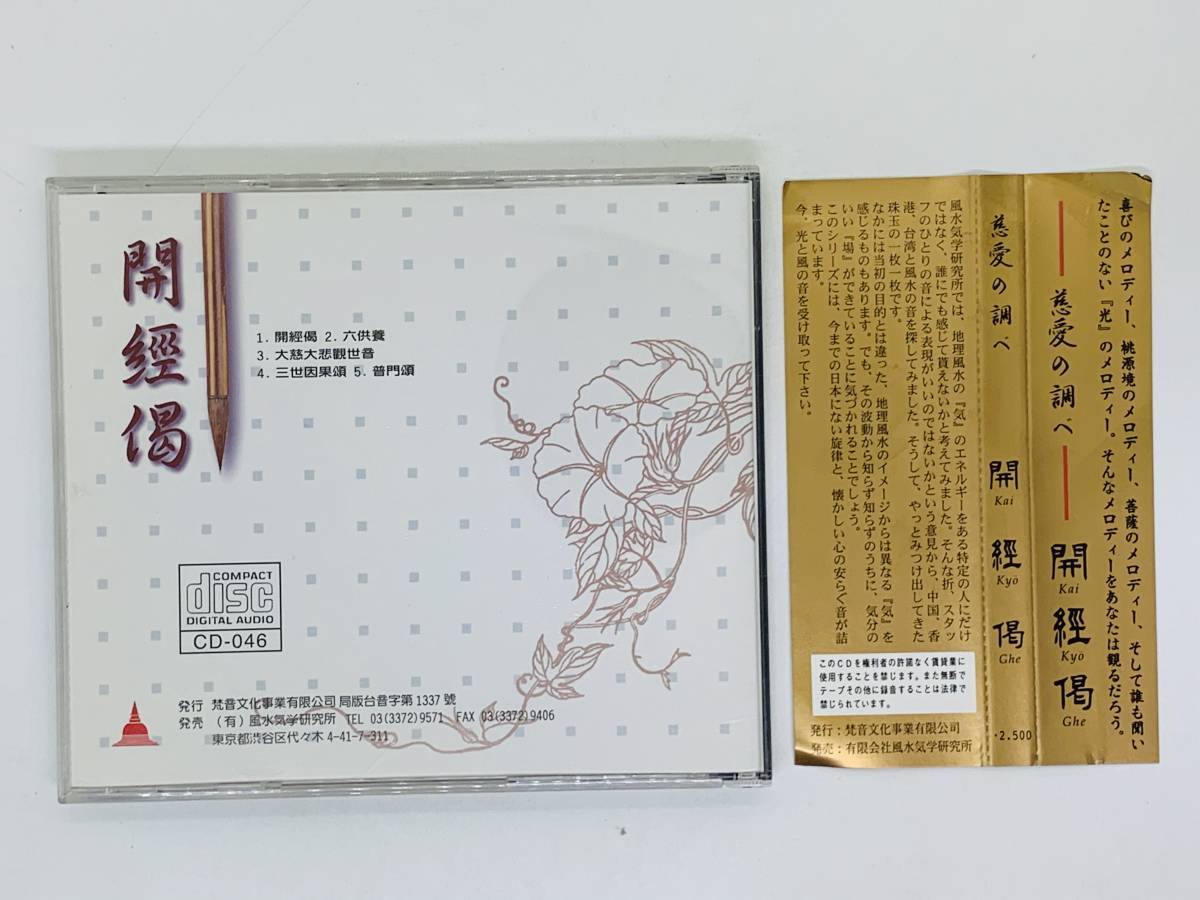 開經偈
1. 開經偈 2. 六供養
3. 大慈大悲觀世音
4. 三世因果頌 5. 普門頌
COMPACT
disc
DIGITAL AUDIO
CD-046
発行 梵音文化事業有限公司 局版台音字第 1337 號
発売 （有）風水気学研究所 TEL 03(3372)9571 FAX 03(3372)9406
東京都渋谷区代々木 4-41-7-311
喜びのメロディー、桃源境のメロディー、菩薩のメロディー、そして誰も聞い
たことのない『光』のメロディー。そんなメロディーをあなたは観るだろう。
慈愛の調べ
開 經 偈
Kai Kyō Ghe
慈愛の調べ
開 經 偈
Kai Kyō Ghe
・2.500
風水気学研究所では、地理風水の『気』のエネルギーをある特定の人にだけ
ではなく、誰にでも感じて貰えないかと考えてみました。そんな折、スタッ
フのひとりの音による表現がいいのではないかという意見から、中国、香
港、台湾と風水の音を探してみました。そうして、やっとみつけ出してきた
珠玉の一枚一枚です。
なかには当初の目的とは違った、地理風水のイメージからは異なる『気』を
感じるものもあります。でも、その波動から知らず知らずのうちに、気分の
いい『場』ができていることに気づかれることでしょう。
このシリーズには、今までの日本にない旋律と、懐かしい心の安らぐ音が詰
まっています。
今、光と風の音を受け取って下さい。
このCDを権利者の許諾なく賃貸業に
使用することを禁じます。また無断で
テープその他に録音することは法律で
禁じられています。
発行：梵音文化事業有限公司
発売：有限会社風水気学研究所